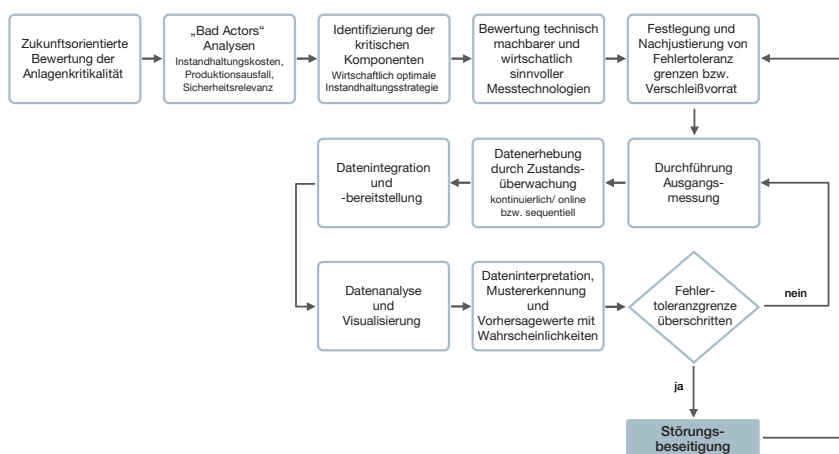 Zukunftsorientierte
Bewertung der
Anlagenkritikalität
„Bad Actors“
Analysen
Instandhaltungskosten,
Produktionsausfall,
Sicherheitsrelevanz
Identifizierung der
kritischen
Komponenten
Wirtschaftlich optimale
Instandhaltungsstrategie
Bewertung technisch
machbarer und
wirtschatlich
sinnvoller
Messtechnologien
Festlegung und
Nachjustierung von
Fehlertoleranz
grenzen bzw.
Verschleißvorrat
Durchführung
Ausgangs-
messung
Datenerhebung
durch Zustands-
überwachung
kontinuierlich/ online
bzw. sequentiell
Datenintegration
und
-bereitstellung
Datenanalyse
und
Visualisierung
Dateninterpretation,
Mustererkennung
und
Vorhersagewerte mit
Wahrscheinlichkeiten
Fehler-
toleranzgrenze
überschritten
nein
ja
Störungs-
beseitigung